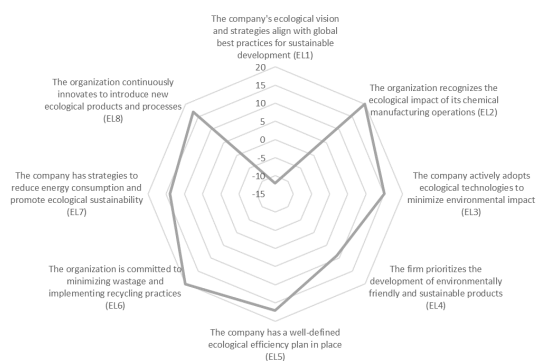 The company's ecological vision
and strategies align with global
best practices for sustainable
development (EL1)
20
15
10
5
0
-5
-10
-15
The organization recognizes the
ecological impact of its chemical
manufacturing operations (EL2)
The company actively adopts
ecological technologies to
minimize environmental impact
(EL3)
The firm prioritizes the
development of environmentally
friendly and sustainable products
(EL4)
The company has a well-defined
ecological efficiency plan in place
(EL5)
The organization is committed to
minimizing wastage and
implementing recycling practices
(EL6)
The company has strategies to
reduce energy consumption and
promote ecological sustainability
(EL7)
The organization continuously
innovates to introduce new
ecological products and processes
(EL8)